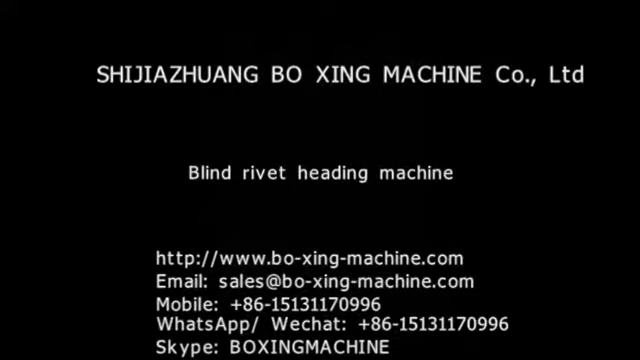 SHIJIAZHUANG BO XING MACHINE Co., Ltd
Blind rivet heading machine
http://www.bo-xing-machine.com
Email: sales@bo-xing-machine.com
Mobile: +86-15131170996
WhatsApp/ Wechat: +86-15131170996
Skype: BOXINGMACHINE